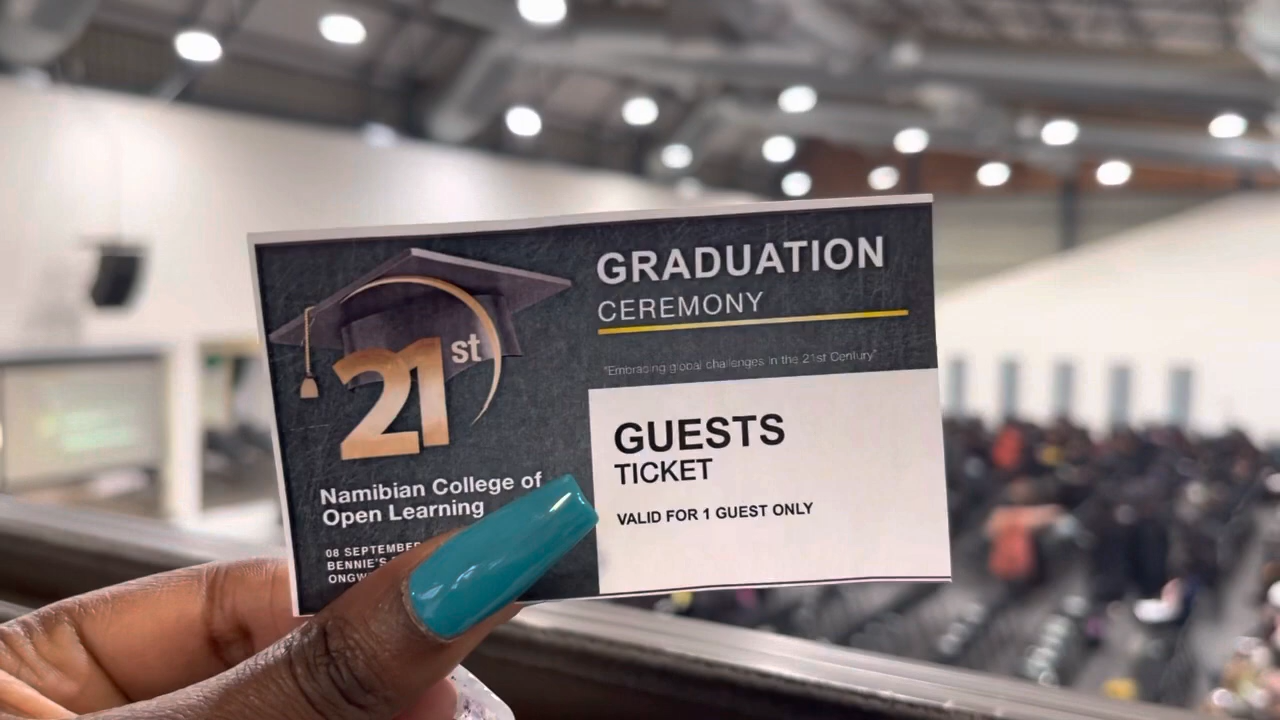 21st
Namibian College of
Open Learning
08 SEPTEMBER
BENNIE'S
GRADUATION
CEREMONY
"Embracing global challenges in the 21st Century"
GUESTS
TICKET
VALID FOR 1 GUEST ONLY